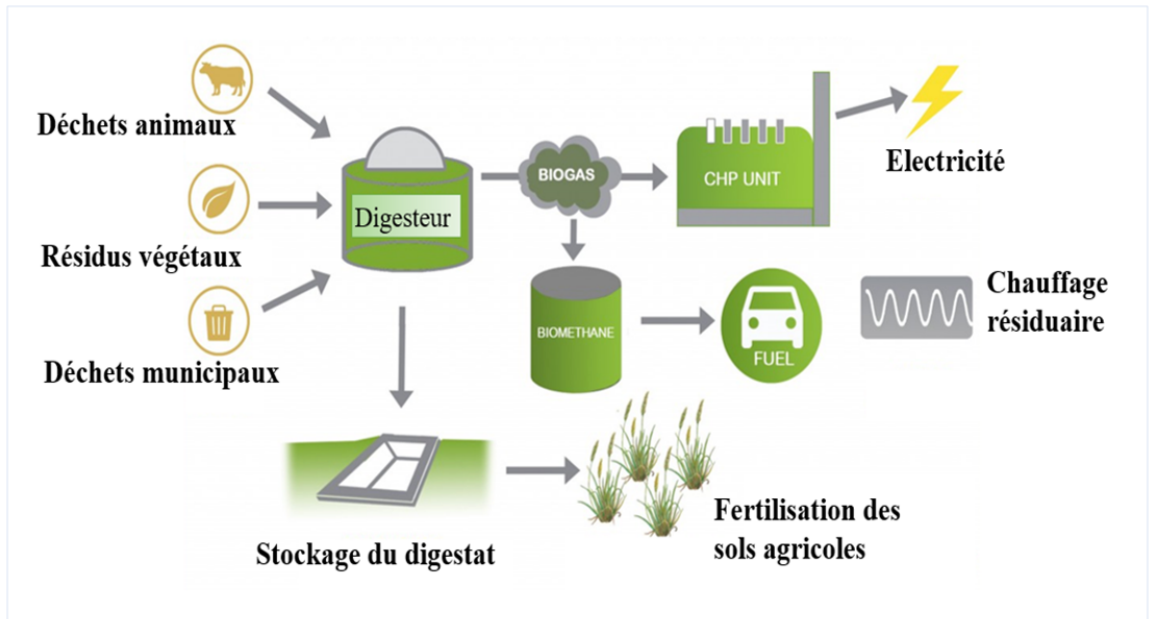 Déchets animaux
Résidus végétaux
Déchets municipaux
Digesteur
BIOGAS
CHP UNIT
Electricité
BIOMETHANE
FUEL
Chauffage
résiduaire
Stockage du digestat
Fertilisation des
sols agricoles